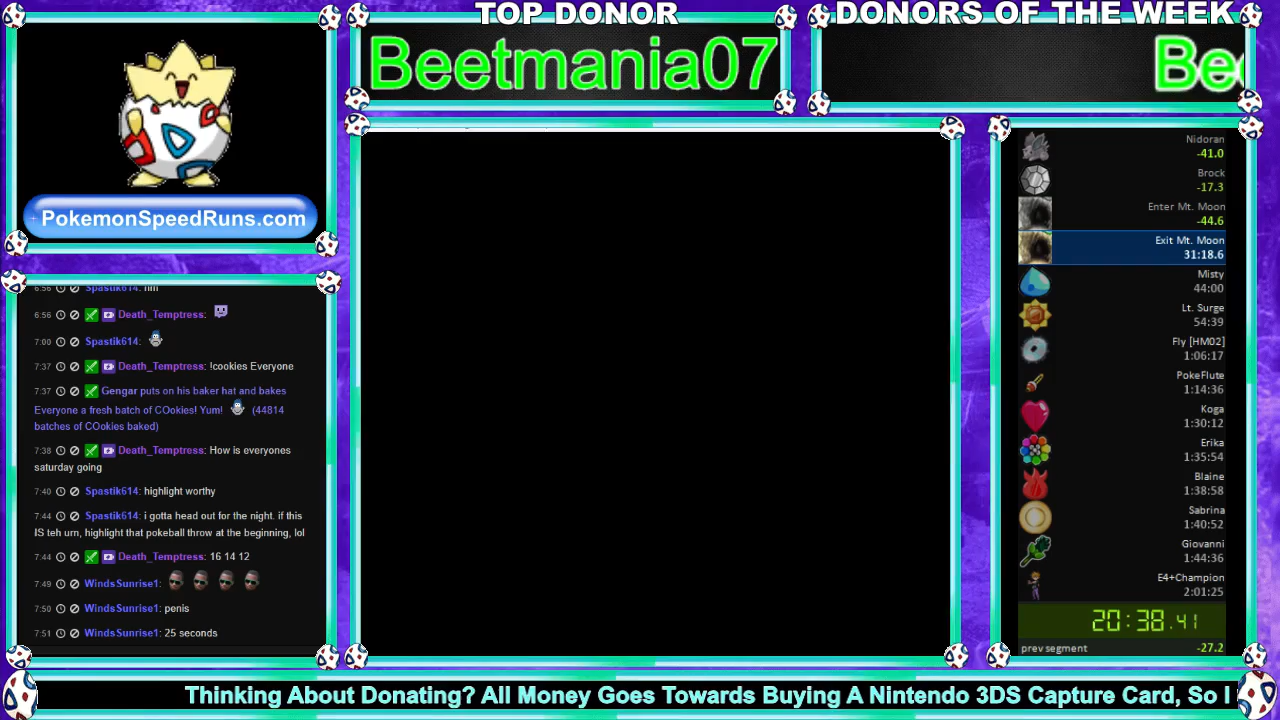 TOP DONOR
DONORS OF THE WEEK
Beetmania07
Bee
PokemonSpeedRuns.com
Nidoran
-41.0
Brock
-17.3
Enter Mt. Moon
-44.6
Exit Mt. Moon
31:18.6
Misty
44:00
Lt. Surge
54:39
Fly [HM02]
1:06:17
PokeFlute
1:14:36
Koga
1:30:12
Erika
1:35:54
Blaine
1:38:58
Sabrina
1:40:52
Giovanni
1:44:36
E4+Champion
2:01:25
20:38.41
prev segment -27.2
6:56 Spastik614:
6:56 Death_Temptress:
7:00 Spastik614:
7:37 Death_Temptress: !cookies Everyone
7:37 Gengar puts on his baker hat and bakes
Everyone a fresh batch of COokies! Yum! (44814
batches of COokies baked)
7:38 Death_Temptress: How is everyones
saturday going
7:40 Spastik614: highlight worthy
7:44 Spastik614: i gotta head out for the night. if this
IS teh urn, highlight that pokeball throw at the beginning, lol
7:44 Death_Temptress: 16 14 12
7:49 WindsSunrise1:
7:50 WindsSunrise1: penis
7:51 WindsSunrise1: 25 seconds
Thinking About Donating? All Money Goes Towards Buying A Nintendo 3DS Capture Card, So I